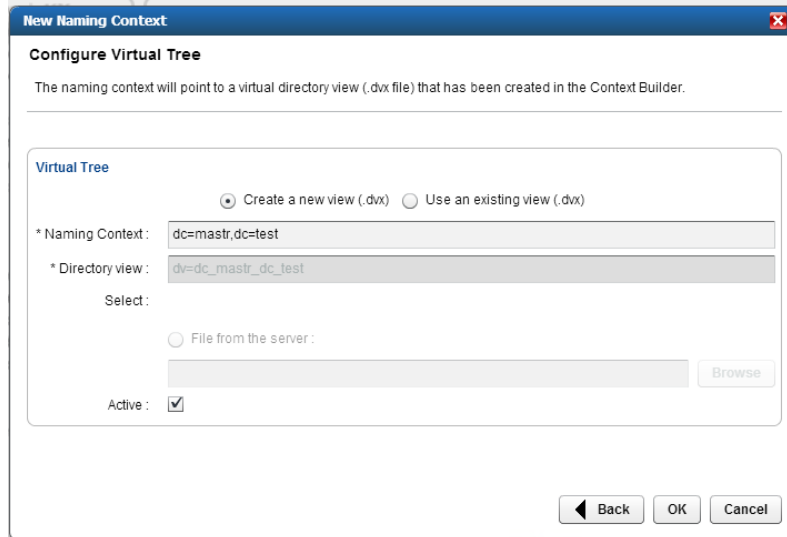 New Naming Context
Configure Virtual Tree
The naming context will point to a virtual directory view (.dvx file) that has been created in the Context Builder.
Virtual Tree
Create a new view (.dvx) Use an existing view (.dvx)
* Naming Context : dc=mastr,dc=test
* Directory view : dv=dc_mastr_dc_test
Select :
File from the server :
Browse
Active :
Back OK Cancel